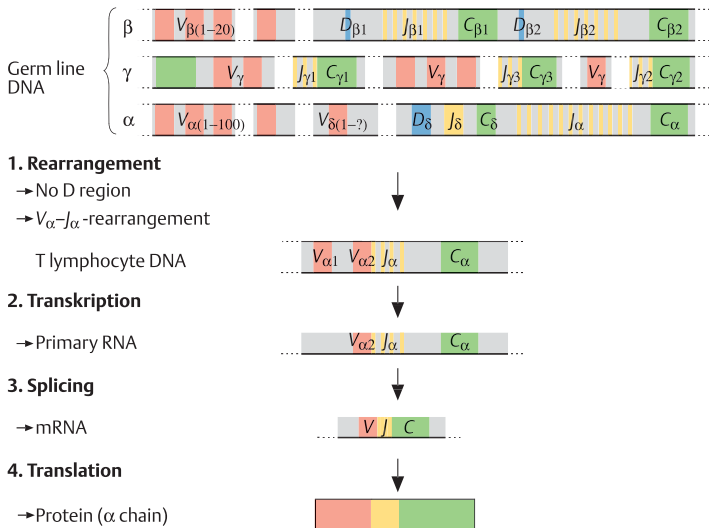 β Vβ(1–20) Dβ1 Jβ1 Cβ1 Dβ2 Jβ2 Cβ2
Germ line
DNA
γ Vγ Jγ1 Cγ1 Vγ Jγ3 Cγ3 Vγ Jγ2 Cγ2
α Vα(1–100) Vδ(1–?) Dδ Jδ Cδ Jα Cα
1. Rearrangement
→No D region
→Vα–Jα-rearrangement
T lymphocyte DNA Vα1 Vα2 Jα Cα
2. Transkription
→Primary RNA Vα2 Jα Cα
3. Splicing
→mRNA V J C
4. Translation
→Protein (α chain)